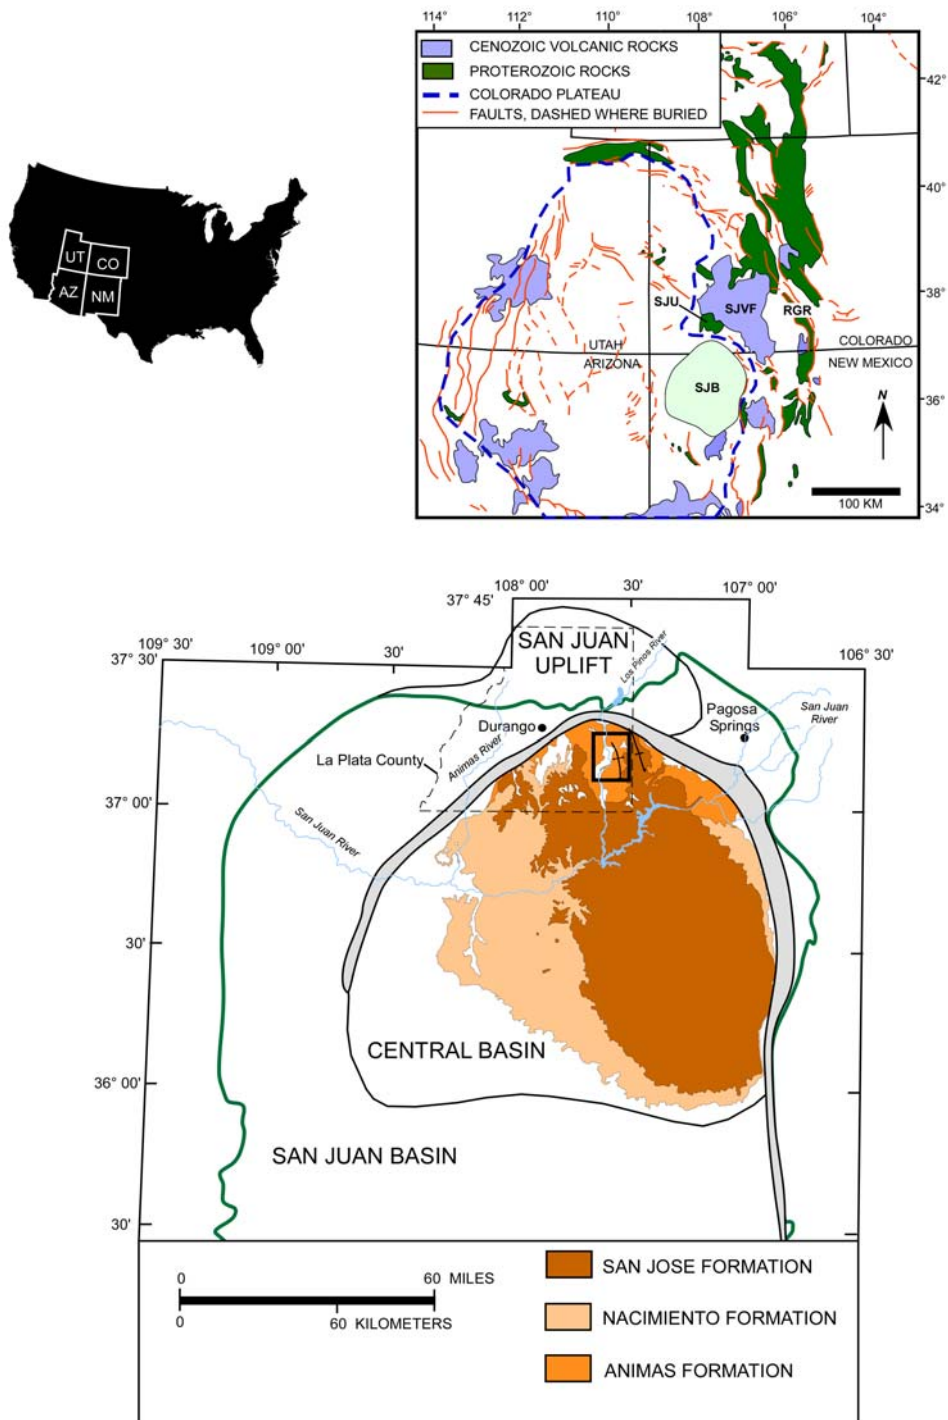 114°
112°
110°
108°
106°
104°
CENOZOIC VOLCANIC ROCKS
PROTEROZOIC ROCKS
COLORADO PLATEAU
FAULTS, DASHED WHERE BURIED
42°
40°
38°
36°
34°
UT
CO
AZ
NM
SJU
SJVF
RGR
UTAH
COLORADO
ARIZONA
NEW MEXICO
SJB
N
100 KM
108° 00'
30'
107° 00'
37° 45'
109° 30'
37° 30'
109° 00'
30'
106° 30'
SAN JUAN
UPLIFT
Los Pinos River
Pagosa
Springs
San Juan
River
Durango
Animas River
La Plata County
37° 00'
San Juan River
30'
CENTRAL BASIN
36° 00'
SAN JUAN BASIN
30'
0
60 MILES
0
60 KILOMETERS
SAN JOSE FORMATION
NACIMIENTO FORMATION
ANIMAS FORMATION